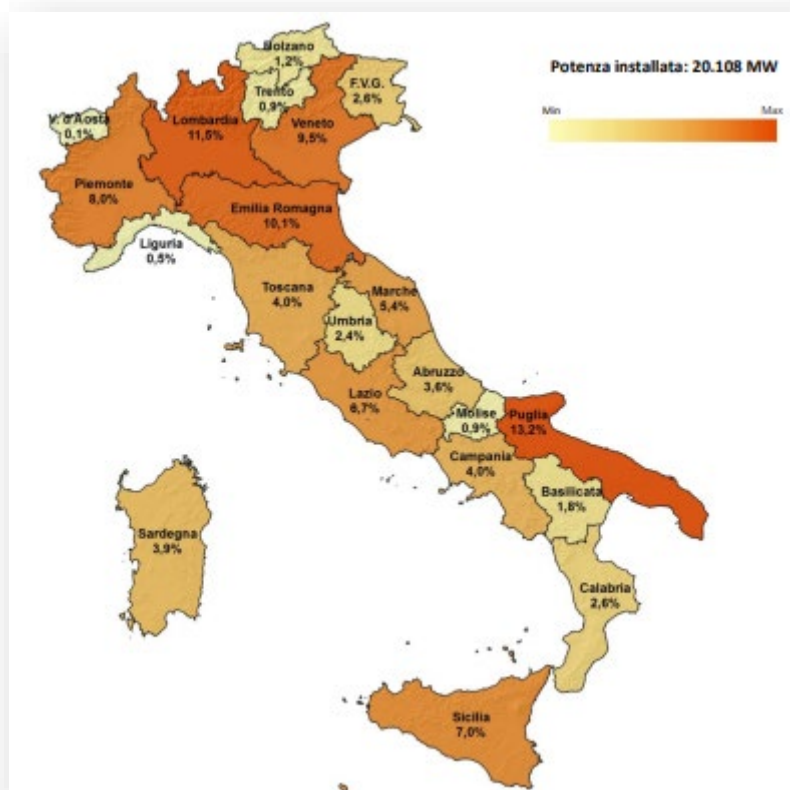 Potenza installata: 20.108 MW
Min
Max
Bolzano
1,2%
Trento
0,9%
F.V.G.
2,6%
V. d'Aosta
0,1%
Lombardia
11,5%
Veneto
9,5%
Piemonte
8,0%
Emilia Romagna
10,1%
Liguria
0,5%
Toscana
4,0%
Marche
5,4%
Umbria
2,4%
Abruzzo
3,6%
Lazio
6,7%
Molise
0,9%
Puglia
13,2%
Campania
4,0%
Basilicata
1,8%
Sardegna
3,9%
Calabria
2,6%
Sicilia
7,0%